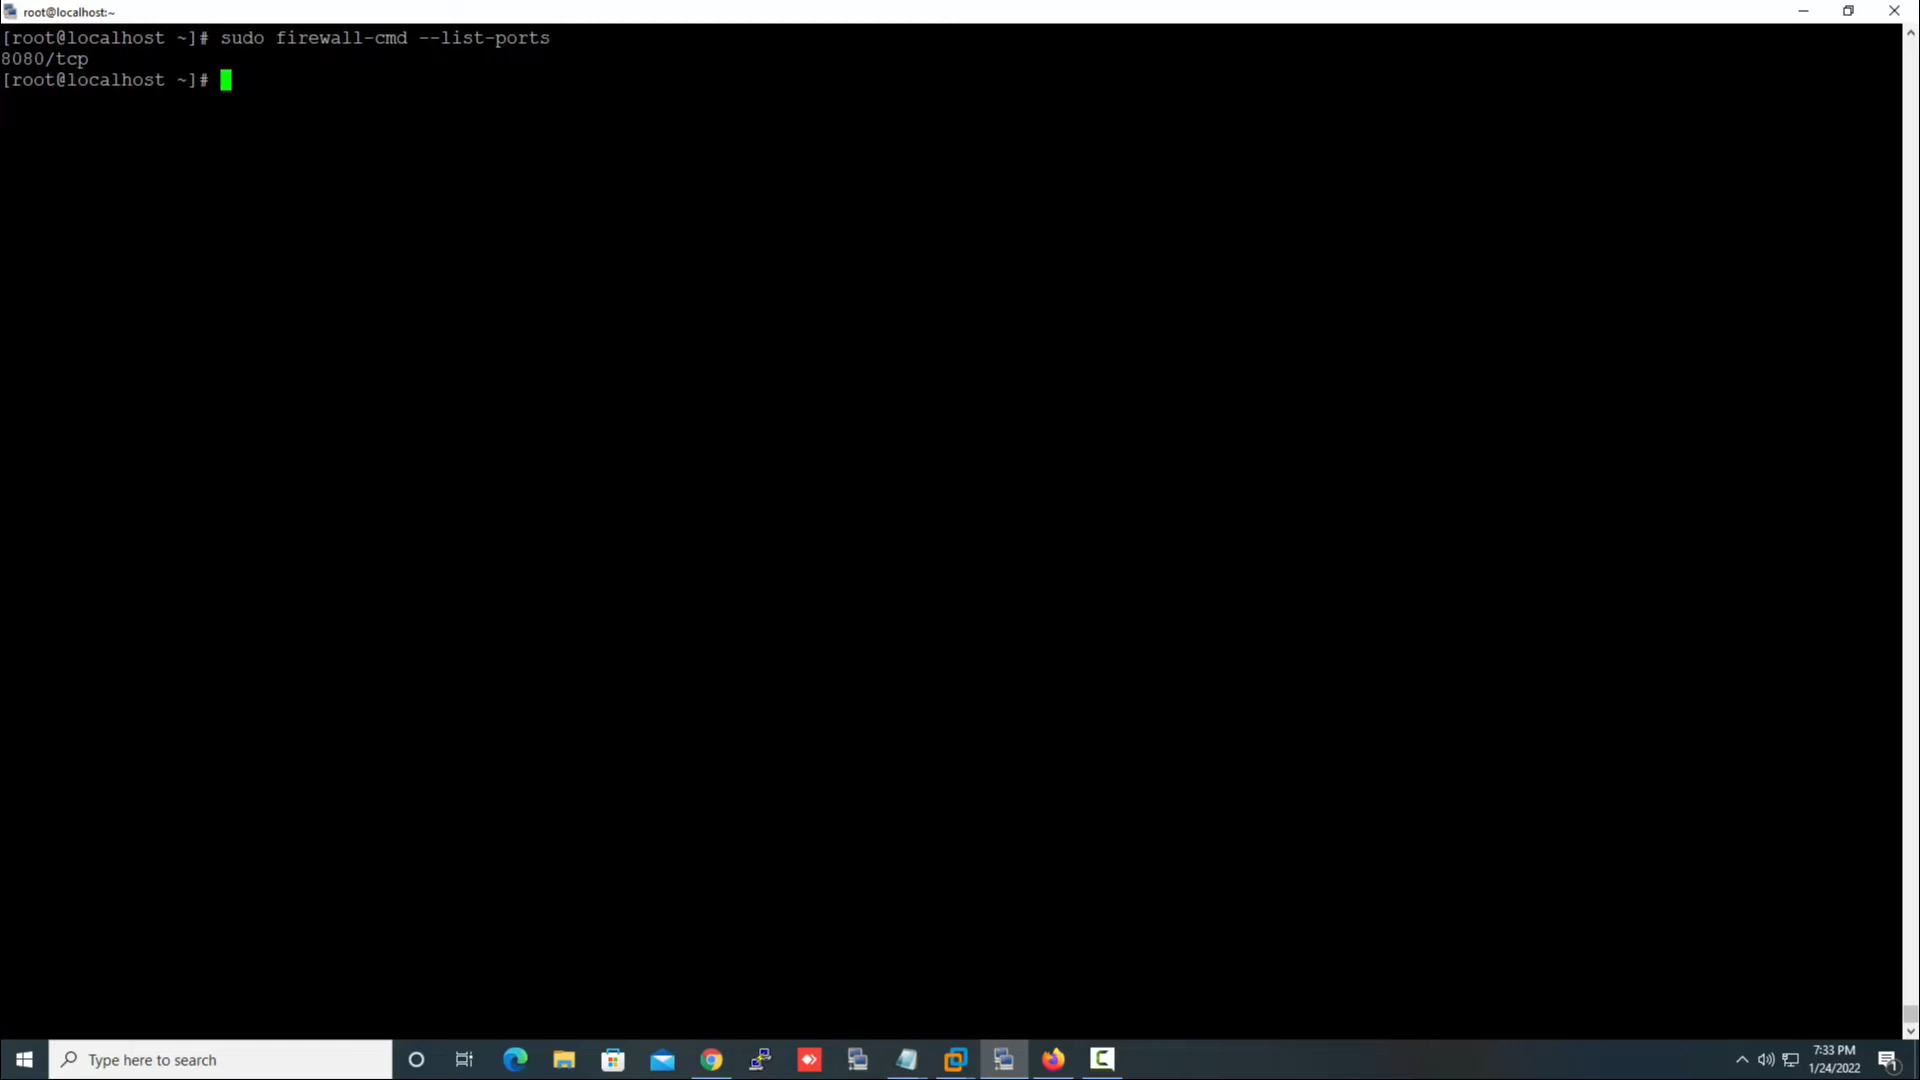 root@localhost:~
[root@localhost ~]# sudo firewall-cmd --list-ports
8080/tcp
[root@localhost ~]#
Type here to search
7:33 PM
1/24/2022
1